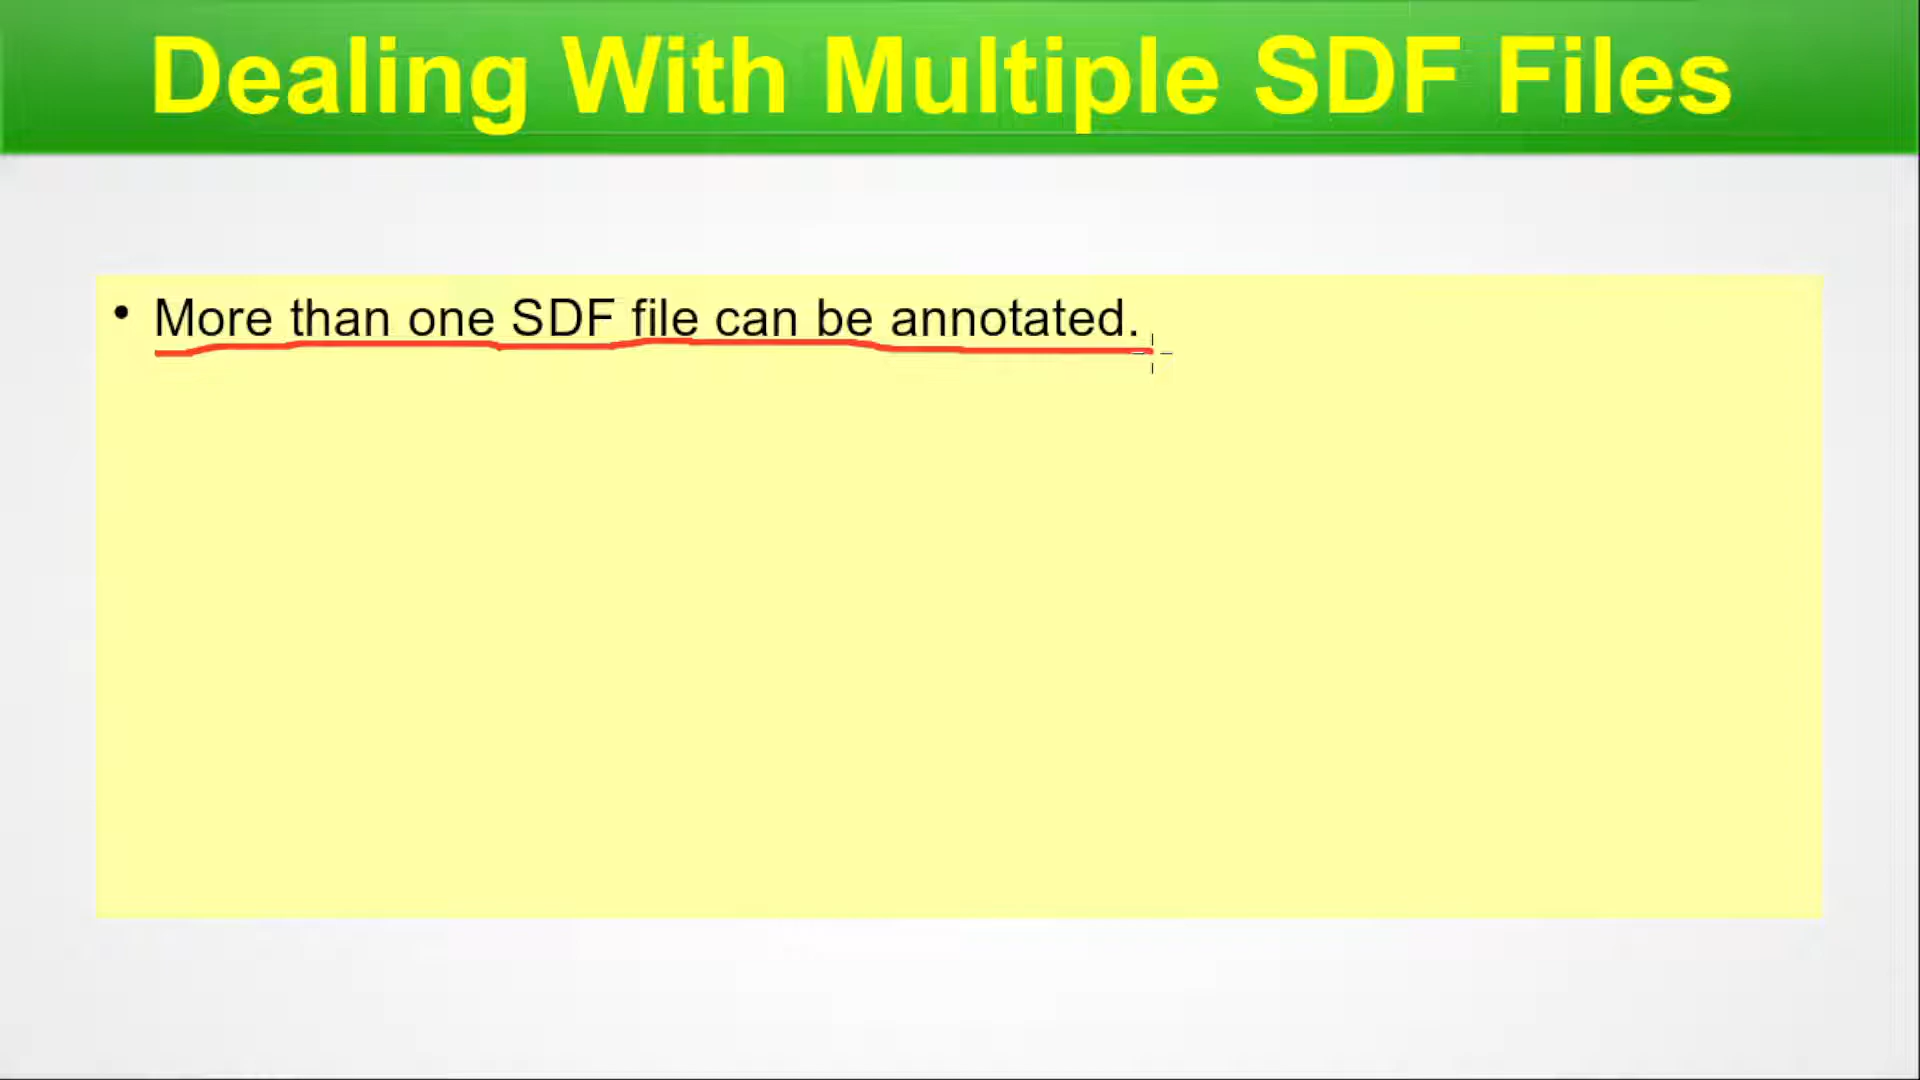 Dealing With Multiple SDF Files
• More than one SDF file can be annotated.